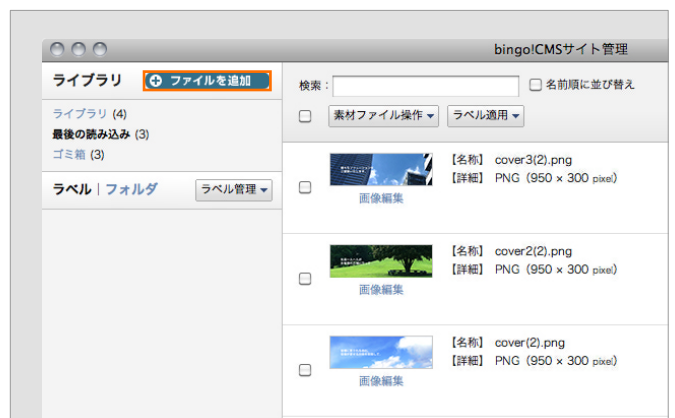 bingo!CMSサイト管理
ライブラリ
ファイルを追加
ライブラリ (4)
最後の読み込み (3)
ゴミ箱 (3)
ラベル | フォルダ
ラベル管理
検索：
名前順に並び替え
素材ファイル操作
ラベル適用
【名称】 cover3(2).png
【詳細】 PNG（950 × 300 pixel）
画像編集
【名称】 cover2(2).png
【詳細】 PNG（950 × 300 pixel）
画像編集
【名称】 cover(2).png
【詳細】 PNG（950 × 300 pixel）
画像編集